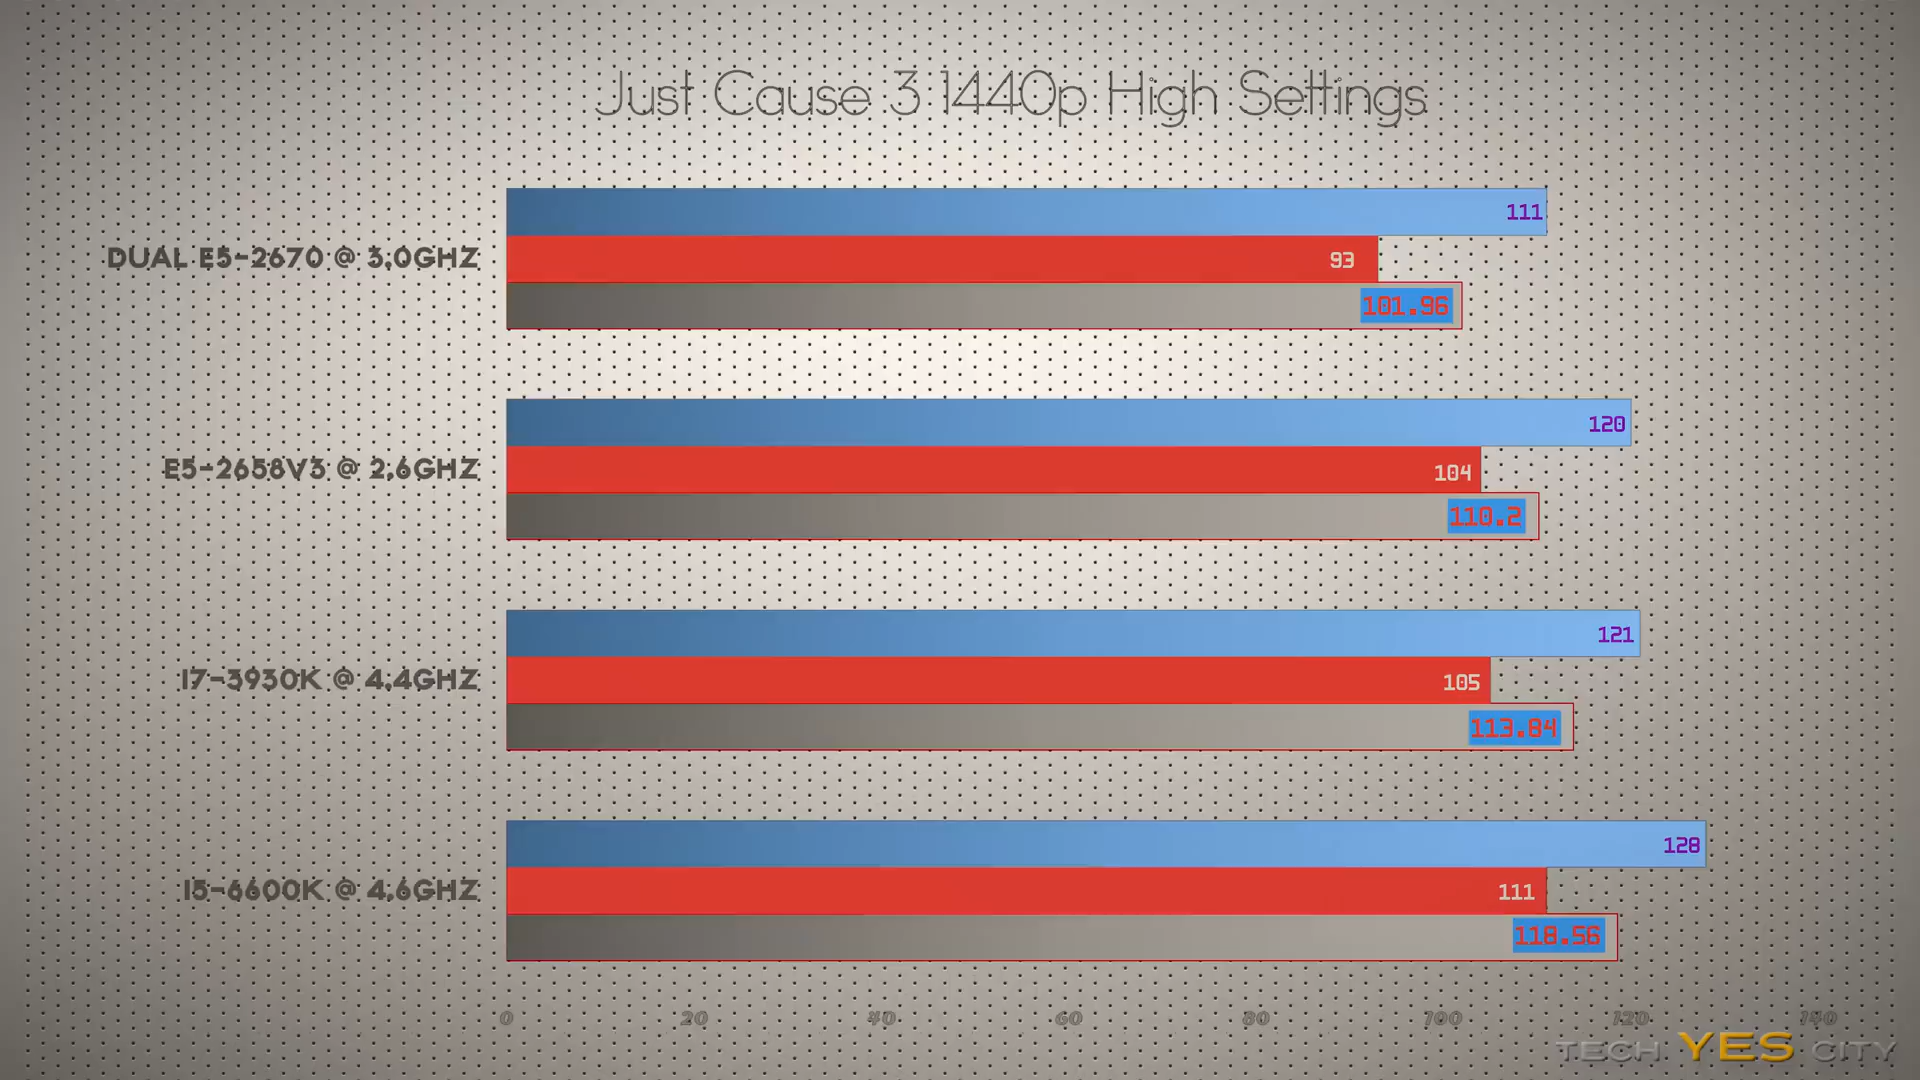 Just Cause 3 1440p High Settings
111
DUAL E5-2670 @ 3.0GHZ
93
101.96
120
E5-2658V3 @ 2.6GHZ
104
110.2
121
I7-3930K @ 4.4GHZ
105
113.84
128
I5-6600K @ 4.6GHZ
111
118.56
0 20 40 60 80 100 120 140
TECH YES CITY